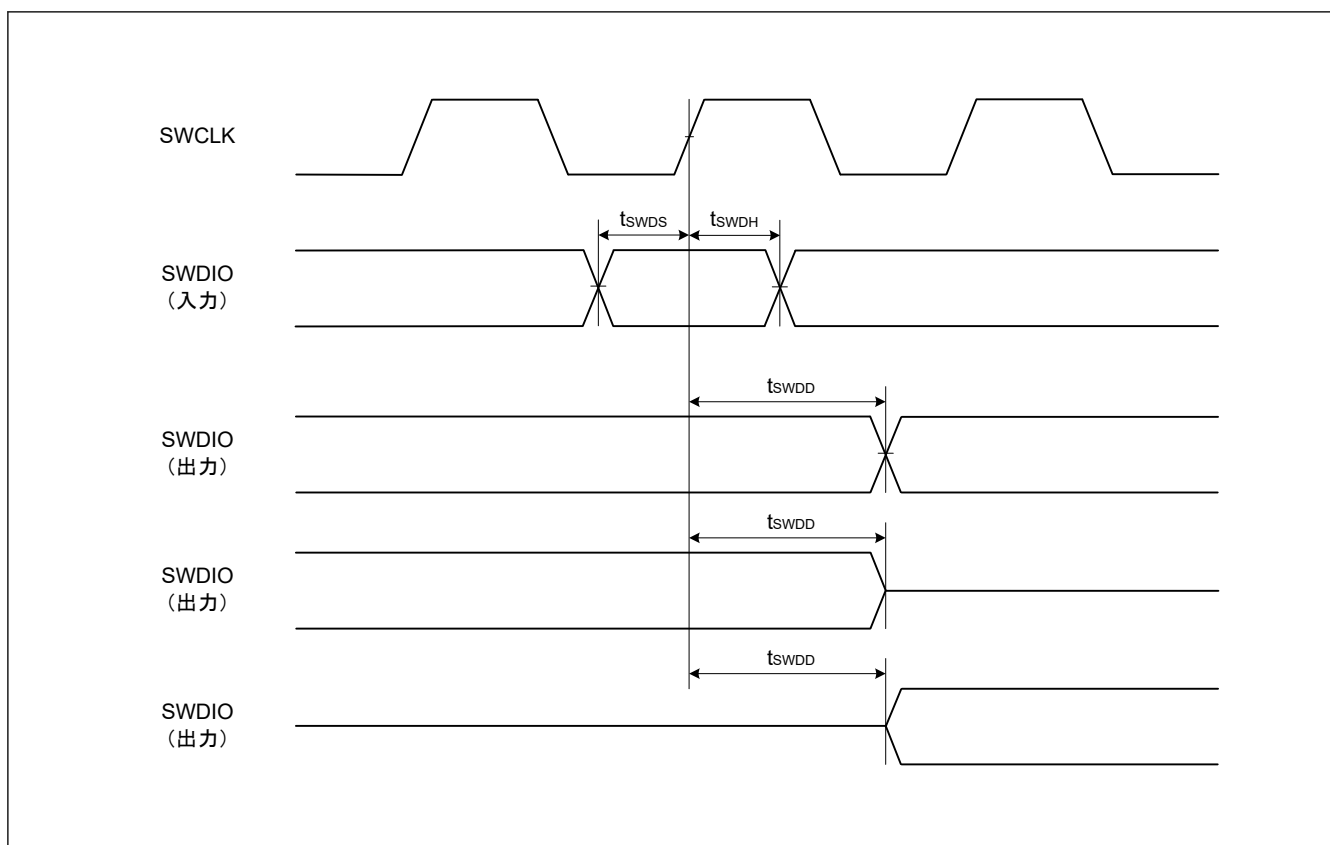 SWCLK
tSWDS
tSWDH
SWDIO
（入力）
tSWDD
SWDIO
（出力）
tSWDD
SWDIO
（出力）
tSWDD
SWDIO
（出力）